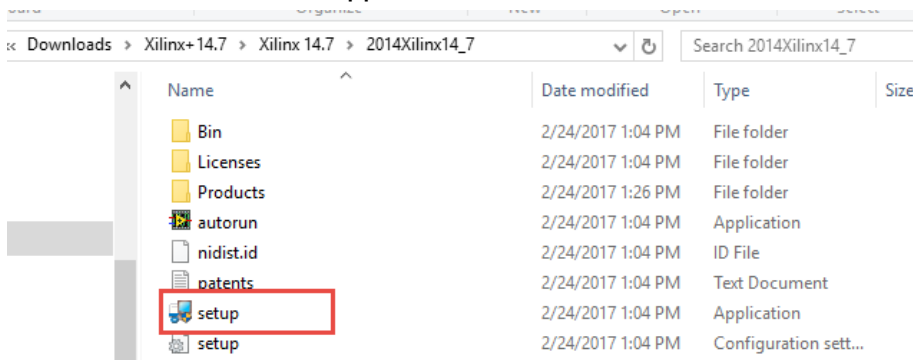 « Downloads > Xilinx+14.7 > Xilinx 14.7 > 2014Xilinx14_7 Search 2014Xilinx14_7
Name Date modified Type Size
Bin 2/24/2017 1:04 PM File folder
Licenses 2/24/2017 1:04 PM File folder
Products 2/24/2017 1:26 PM File folder
autorun 2/24/2017 1:04 PM Application
nidist.id 2/24/2017 1:04 PM ID File
patents 2/24/2017 1:04 PM Text Document
setup 2/24/2017 1:04 PM Application
setup 2/24/2017 1:04 PM Configuration sett...